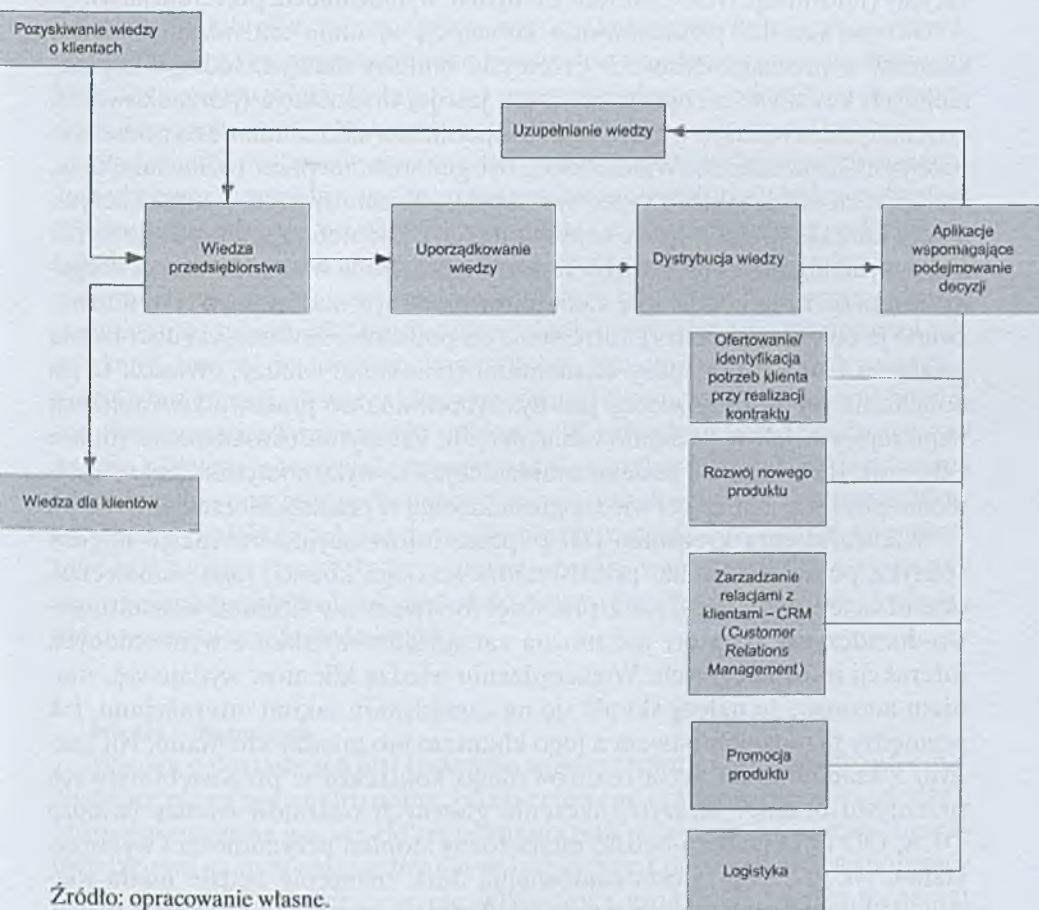 Pozyskiwanie wiedzy
o klientach
Uzupełnianie wiedzy
Wiedza
przedsiębiorstwa
Uporządkowanie
wiedzy
Dystrybucja wiedzy
Aplikacje
wspomagające
podejmowanie
decyzji
Ofertowanie/
Identyfikacja
potrzeb klienta
przy realizacji
kontraktu
Wiedza dla klientów
Rozwój nowego
produktu
Zarzadzanie
relacjami z
klientami – CRM
(Customer
Relations
Management)
Promocja
produktu
Logistyka
Źródło: opracowanie własne.